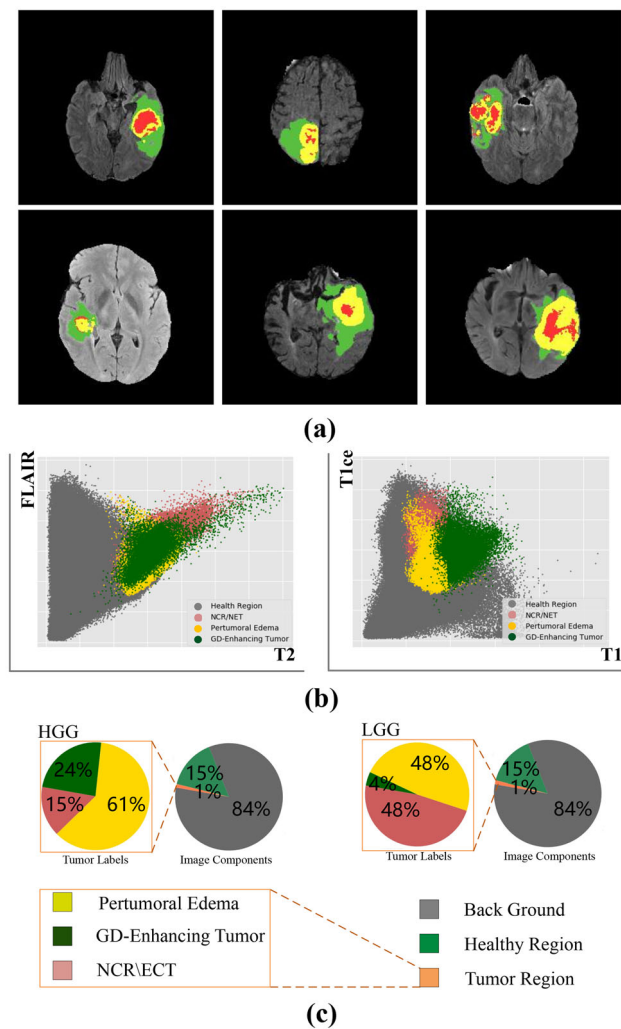 (a)
FLAIR
Health Region
NCR/NET
Pertumoral Edema
GD-Enhancing Tumor
T2
T1ce
Health Region
NCR/NET
Pertumoral Edema
GD-Enhancing Tumor
T1
(b)
HGG
24%
15%
61%
Tumor Labels
15%
1%
84%
Image Components
LGG
48%
4%
48%
Tumor Labels
15%
1%
84%
Image Components
Pertumoral Edema
GD-Enhancing Tumor
NCR\ECT
Back Ground
Healthy Region
Tumor Region
(c)